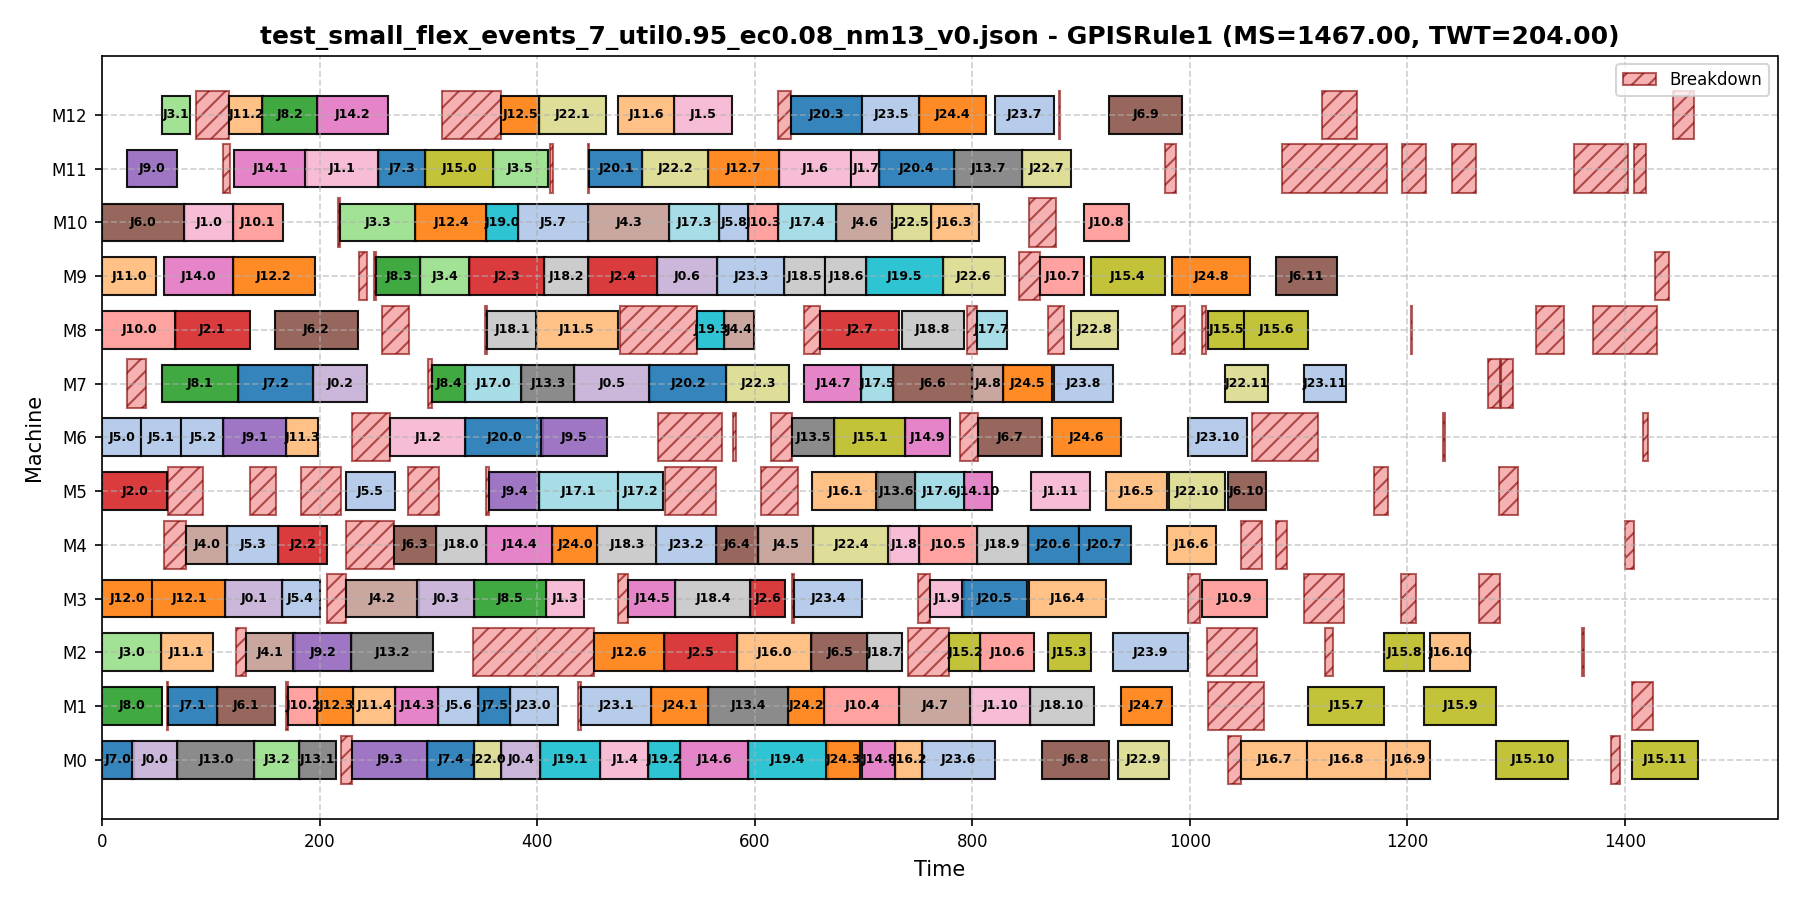 test_small_flex_events_7_util0.95_ec0.08_nm13_v0.json - GPISRule1 (MS=1467.00, TWT=204.00)
Breakdown
M12 J3.1 J11.2 J8.2 J14.2 J12.5 J22.1 J11.6 J1.5 J20.3 J23.5 J24.4 J23.7 J6.9
M11 J9.0 J14.1 J1.1 J7.3 J15.0 J3.5 J20.1 J22.2 J12.7 J1.6 J1.7 J20.4 J13.7 J22.7
M10 J6.0 J1.0 J10.1 J3.3 J12.4 J19.0 J5.7 J4.3 J17.3 J5.8 J10.3 J17.4 J4.6 J22.5 J16.3 J10.8
M9 J11.0 J14.0 J12.2 J8.3 J3.4 J2.3 J18.2 J2.4 J0.6 J23.3 J18.5 J18.6 J19.5 J22.6 J10.7 J15.4 J24.8 J6.11
M8 J10.0 J2.1 J6.2 J18.1 J11.5 J19.3 J4.4 J2.7 J18.8 J17.7 J22.8 J15.5 J15.6
M7 J8.1 J7.2 J0.2 J8.4 J17.0 J13.3 J0.5 J20.2 J22.3 J14.7 J17.5 J6.6 J4.8 J24.5 J23.8 J22.11 J23.11
M6 J5.0 J5.1 J5.2 J9.1 J11.3 J1.2 J20.0 J9.5 J13.5 J15.1 J14.9 J6.7 J24.6 J23.10
M5 J2.0 J5.5 J9.4 J17.1 J17.2 J16.1 J13.6 J17.6 J14.10 J1.11 J16.5 J22.10 J6.10
M4 J4.0 J5.3 J2.2 J6.3 J18.0 J14.4 J24.0 J18.3 J23.2 J6.4 J4.5 J22.4 J1.8 J10.5 J18.9 J20.6 J20.7 J16.6
M3 J12.0 J12.1 J0.1 J5.4 J4.2 J0.3 J8.5 J1.3 J14.5 J18.4 J2.6 J23.4 J1.9 J20.5 J16.4 J10.9
M2 J3.0 J11.1 J4.1 J9.2 J13.2 J12.6 J2.5 J16.0 J6.5 J18.7 J15.2 J10.6 J15.3 J23.9 J15.8 J16.10
M1 J8.0 J7.1 J6.1 J10.2 J12.3 J11.4 J14.3 J5.6 J7.5 J23.0 J23.1 J24.1 J13.4 J24.2 J10.4 J4.7 J1.10 J18.10 J24.7 J15.7 J15.9
M0 J7.0 J0.0 J13.0 J3.2 J13.1 J9.3 J7.4 J22.0 J0.4 J19.1 J1.4 J19.2 J14.6 J19.4 J24.3 J14.8 J16.2 J23.6 J6.8 J22.9 J16.7 J16.8 J16.9 J15.10 J15.11
Machine
0 200 400 600 800 1000 1200 1400
Time